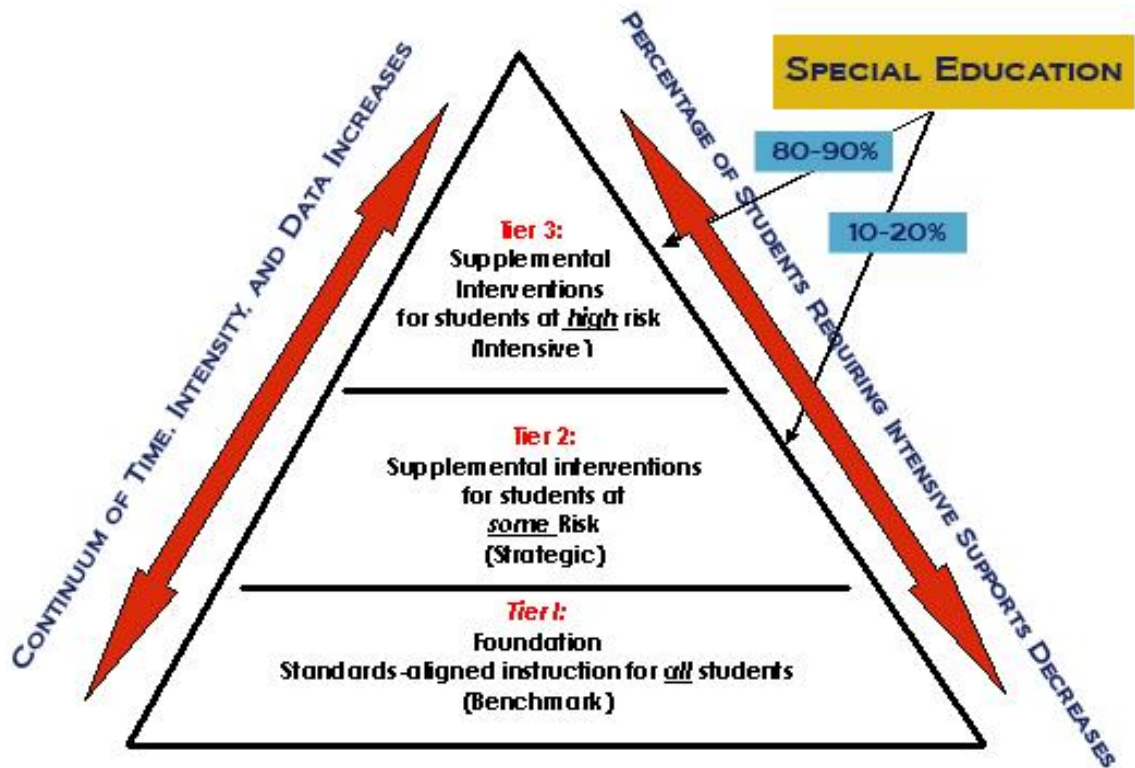 CONTINUUM OF TIME, INTENSITY, AND DATA INCREASES
PERCENTAGE OF STUDENTS REQUIRING INTENSIVE SUPPORTS DECREASES
SPECIAL EDUCATION
80-90%
10-20%
Tier 3:
Supplemental
Interventions
for students at high risk
(Intensive)
Tier 2:
Supplemental interventions
for students at
some Risk
(Strategic)
Tier I:
Foundation
Standards-aligned instruction for all students
(Benchmark)